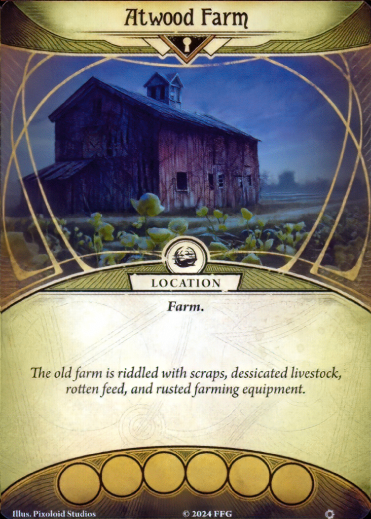 Atwood Farm
LOCATION
Farm.
The old farm is riddled with scraps, dessicated livestock,
rotten feed, and rusted farming equipment.
Illus. Pixoloid Studios
© 2024 FFG